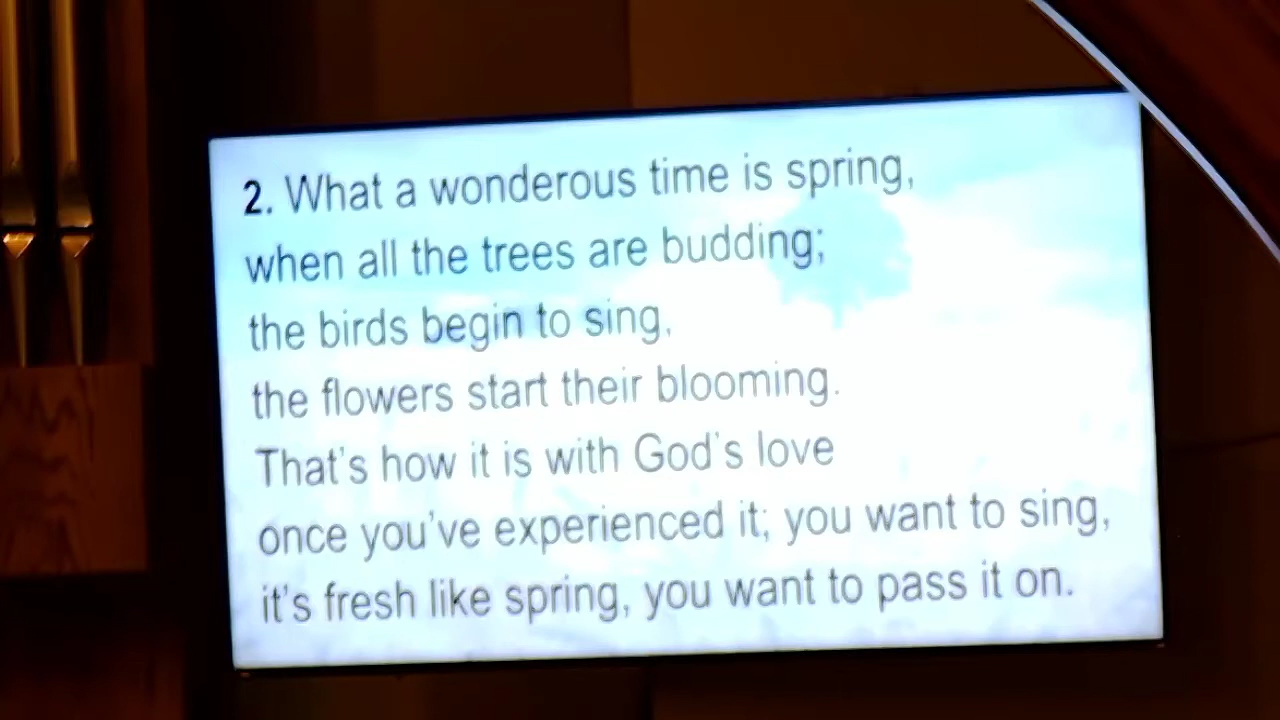 2. What a wonderous time is spring,
when all the trees are budding;
the birds begin to sing,
the flowers start their blooming.
That's how it is with God's love
once you've experienced it; you want to sing,
it's fresh like spring, you want to pass it on.